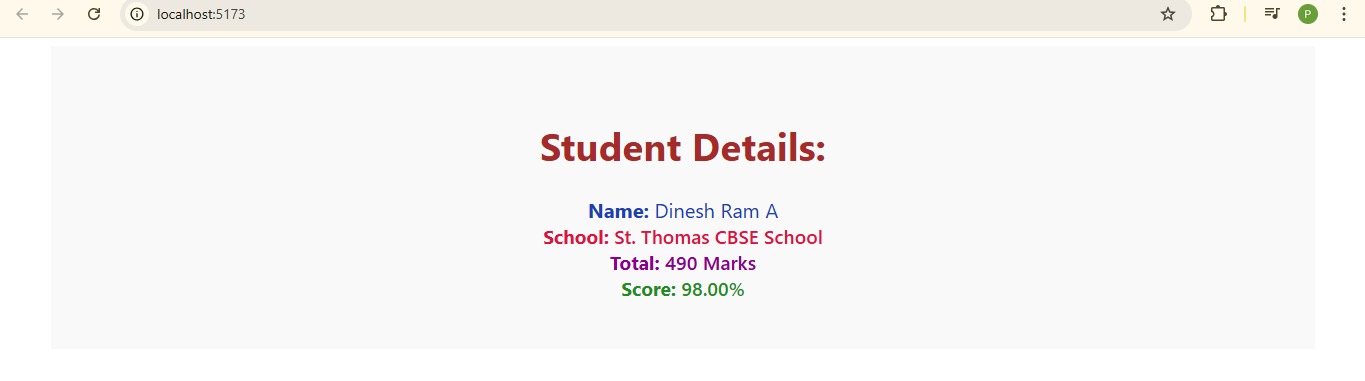 localhost:5173
P
Student Details:
Name: Dinesh Ram A
School: St. Thomas CBSE School
Total: 490 Marks
Score: 98.00%